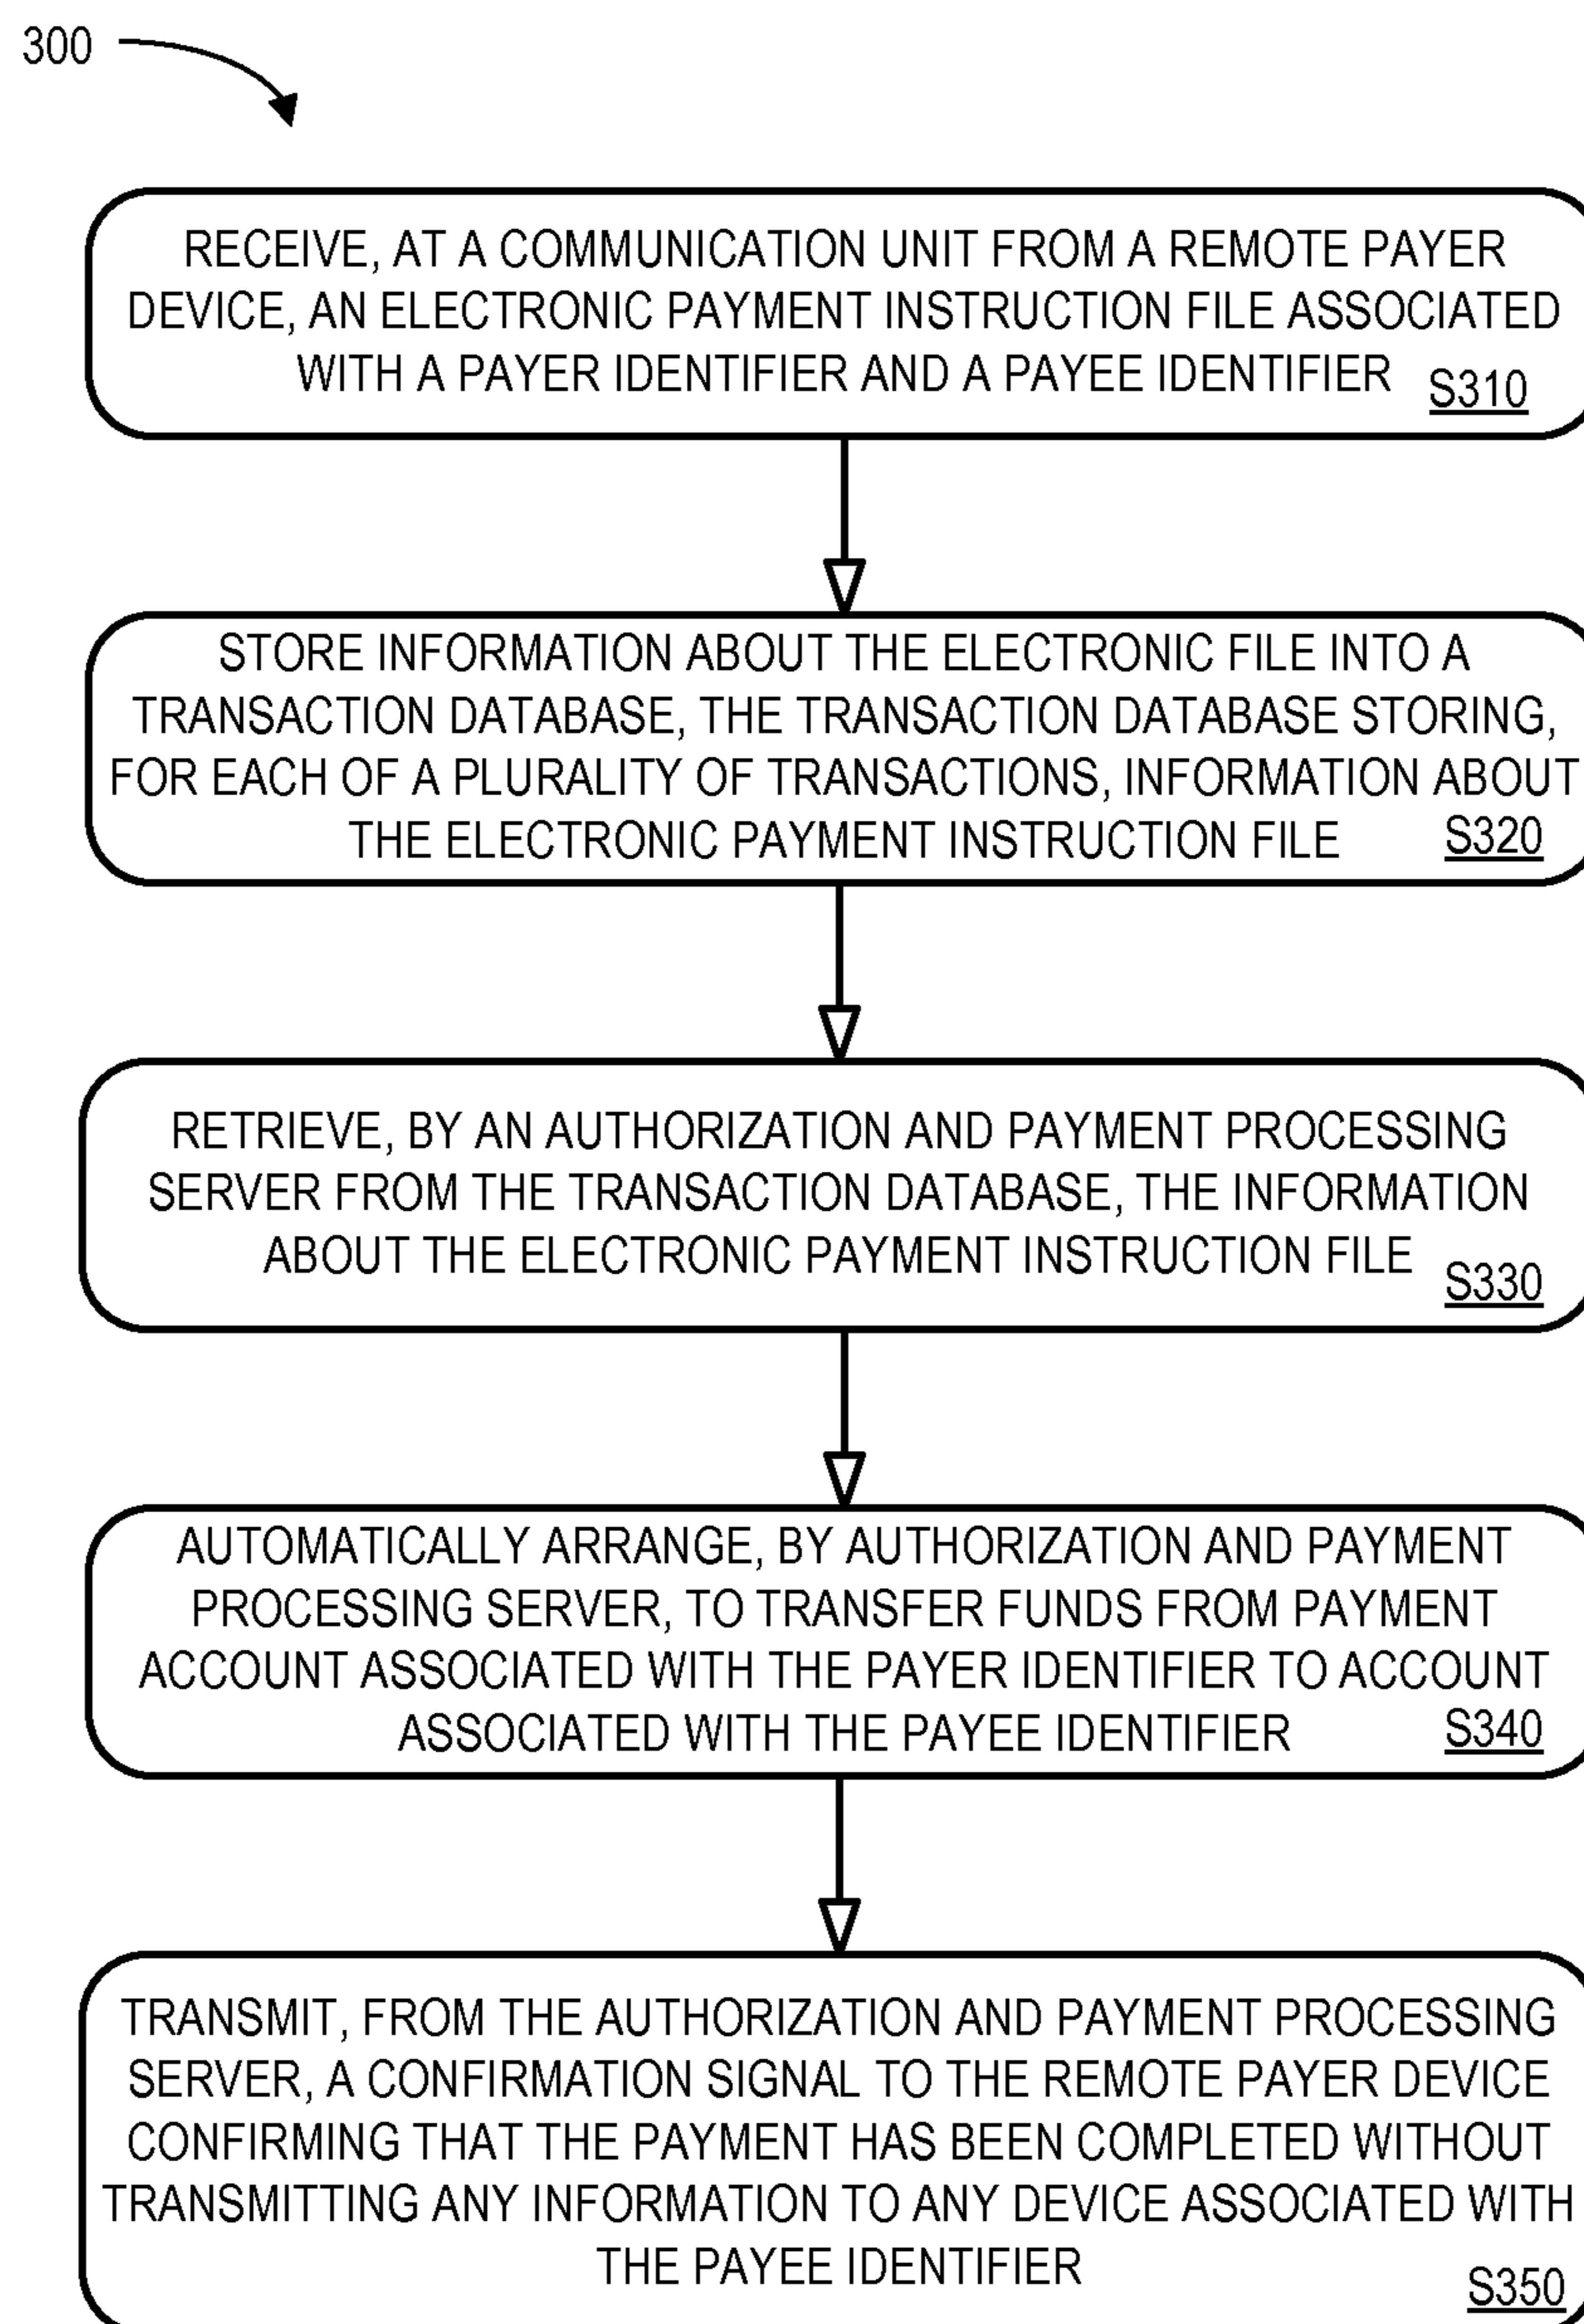 300
RECEIVE, AT A COMMUNICATION UNIT FROM A REMOTE PAYER
DEVICE, AN ELECTRONIC PAYMENT INSTRUCTION FILE ASSOCIATED
WITH A PAYER IDENTIFIER AND A PAYEE IDENTIFIER
S310
STORE INFORMATION ABOUT THE ELECTRONIC FILE INTO A
TRANSACTION DATABASE, THE TRANSACTION DATABASE STORING,
FOR EACH OF A PLURALITY OF TRANSACTIONS, INFORMATION ABOUT
THE ELECTRONIC PAYMENT INSTRUCTION FILE
S320
RETRIEVE, BY AN AUTHORIZATION AND PAYMENT PROCESSING
SERVER FROM THE TRANSACTION DATABASE, THE INFORMATION
ABOUT THE ELECTRONIC PAYMENT INSTRUCTION FILE
S330
AUTOMATICALLY ARRANGE, BY AUTHORIZATION AND PAYMENT
PROCESSING SERVER, TO TRANSFER FUNDS FROM PAYMENT
ACCOUNT ASSOCIATED WITH THE PAYER IDENTIFIER TO ACCOUNT
ASSOCIATED WITH THE PAYEE IDENTIFIER
S340
TRANSMIT, FROM THE AUTHORIZATION AND PAYMENT PROCESSING
SERVER, A CONFIRMATION SIGNAL TO THE REMOTE PAYER DEVICE
CONFIRMING THAT THE PAYMENT HAS BEEN COMPLETED WITHOUT
TRANSMITTING ANY INFORMATION TO ANY DEVICE ASSOCIATED WITH
THE PAYEE IDENTIFIER
S350